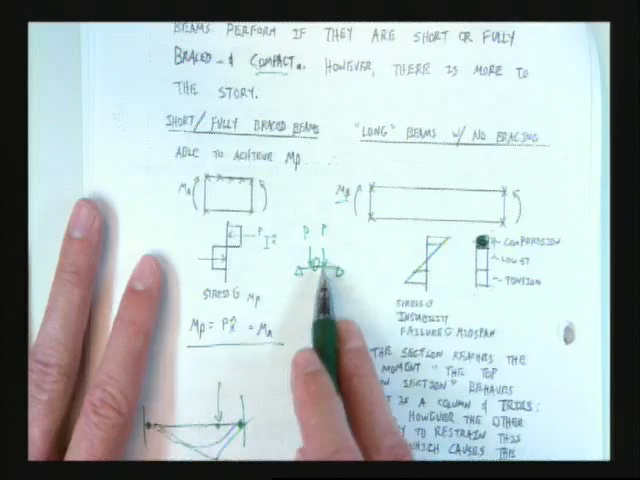 BEAMS PERFORM IF THEY ARE SHORT OR FULLY
BRACED & COMPACT. HOWEVER, THERE IS MORE TO
THE STORY.
SHORT/FULLY BRACED BEAMS
"LONG" BEAMS W/ NO BRACING
ABLE TO ACHIEVE Mp
MA
MA
P
P P
COMPRESSION
LOW ST
TENSION
STRESS @ Mp
STRESS @
INSTABILITY
FAILURE @ MIDSPAN
Mp = P = MA
THE SECTION REACHES THE
MOMENT "THE TOP
SECTION" BEHAVES
IT IS A COLUMN & TRIES
HOWEVER THE OTHER
TO RESTRAIN THIS
WHICH CAUSES THE